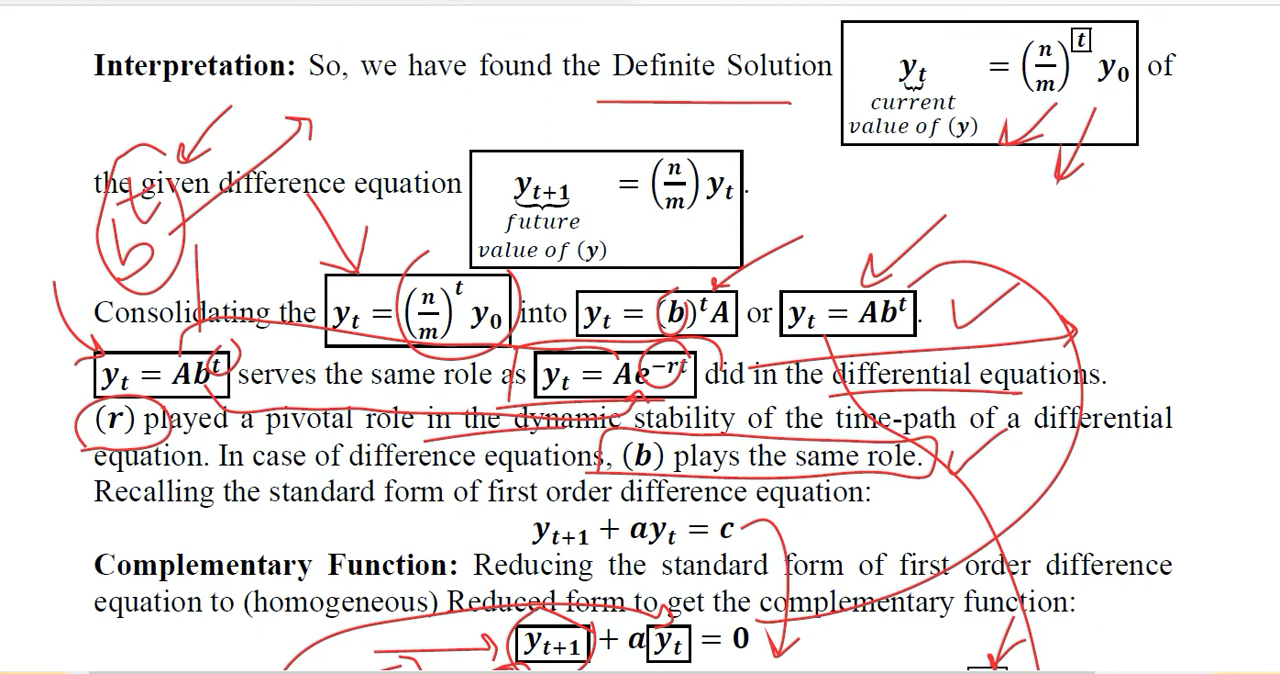 Interpretation: So, we have found the Definite Solution y_t = (n/m)^t y_0 of
current
value of (y)
the given difference equation y_{t+1} = (n/m) y_t.
future
value of (y)
t
b
Consolidating the y_t = (n/m)^t y_0 into y_t = (b)^t A or y_t = Ab^t.
y_t = Ab^t serves the same role as y_t = Ae^{-rt} did in the differential equations.
(r) played a pivotal role in the dynamic stability of the time-path of a differential
equation. In case of difference equations, (b) plays the same role.
Recalling the standard form of first order difference equation:
y_{t+1} + ay_t = c
Complementary Function: Reducing the standard form of first order difference
equation to (homogeneous) Reduced form to get the complementary function:
y_{t+1} + ay_t = 0